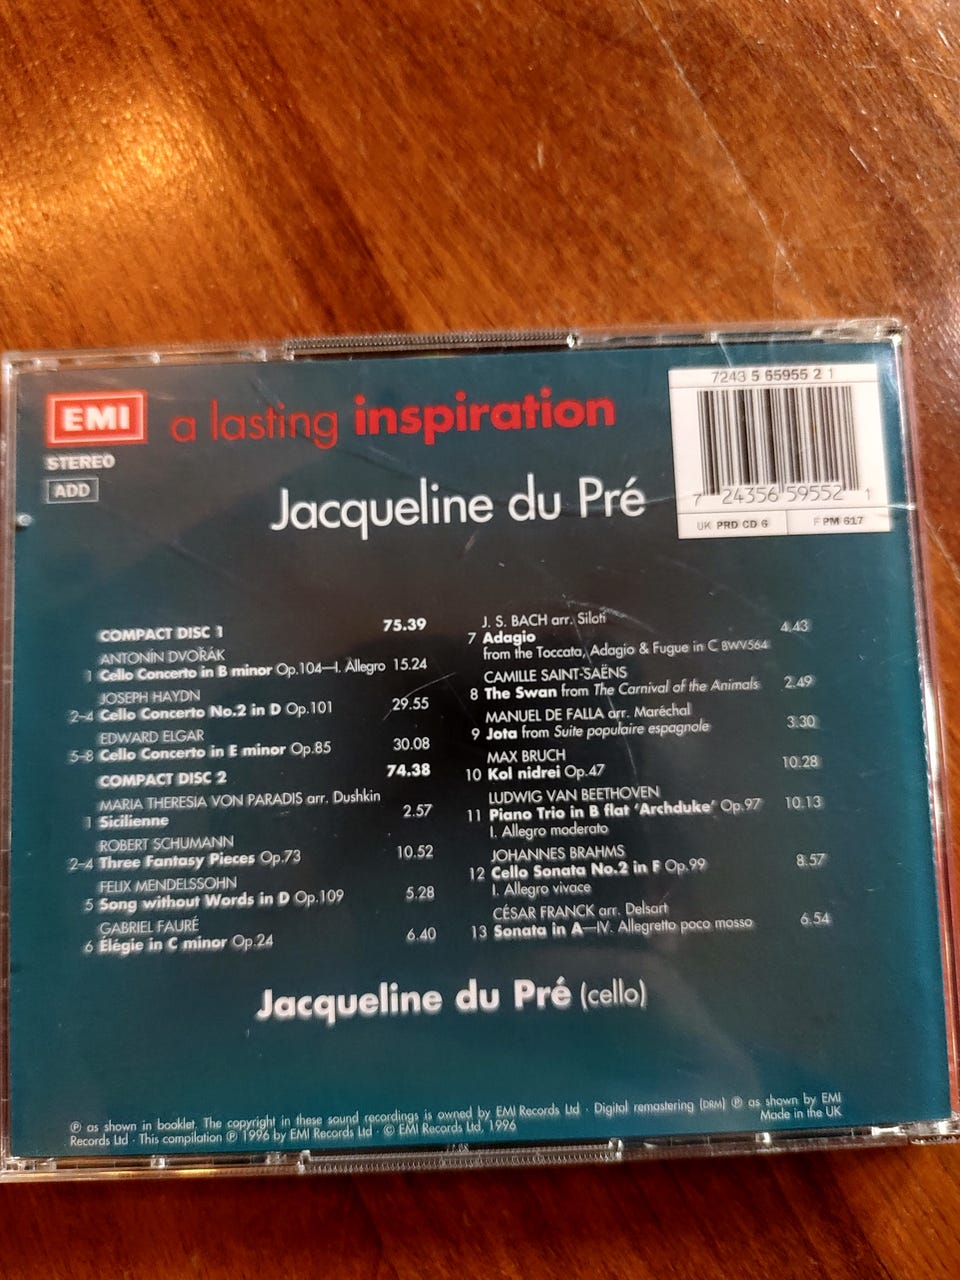 EMI
a lasting inspiration
STEREO
ADD
Jacqueline du Pré
7243 5 65955 2 1
7 24356 59552 1
UK PRD CD 6
F PM 617
COMPACT DISC 1 75.39
ANTONÍN DVOŘÁK
1 Cello Concerto in B minor Op.104—I. Allegro 15.24
JOSEPH HAYDN
2–4 Cello Concerto No.2 in D Op.101 29.55
EDWARD ELGAR
5–8 Cello Concerto in E minor Op.85 30.08
COMPACT DISC 2 74.38
MARIA THERESIA VON PARADIS arr. Dushkin
1 Sicilienne 2.57
ROBERT SCHUMANN
2–4 Three Fantasy Pieces Op.73 10.52
FELIX MENDELSSOHN
5 Song without Words in D Op.109 5.28
GABRIEL FAURÉ
6 Élégie in C minor Op.24 6.40
J. S. BACH arr. Siloti
7 Adagio 4.43
from the Toccata, Adagio & Fugue in C BWV564
CAMILLE SAINT-SAËNS
8 The Swan from The Carnival of the Animals 2.49
MANUEL DE FALLA arr. Maréchal
9 Jota from Suite populaire espagnole 3.30
MAX BRUCH
10 Kol nidrei Op.47 10.28
LUDWIG VAN BEETHOVEN
11 Piano Trio in B flat ‘Archduke’ Op.97 10.13
I. Allegro moderato
JOHANNES BRAHMS
12 Cello Sonata No.2 in F Op.99 8.57
I. Allegro vivace
CÉSAR FRANCK arr. Delsart
13 Sonata in A—IV. Allegretto poco mosso 6.54
Jacqueline du Pré (cello)
℗ as shown in booklet. The copyright in these sound recordings is owned by EMI Records Ltd · Digital remastering (DRM) ℗ as shown by EMI
Records Ltd · This compilation ℗ 1996 by EMI Records Ltd · © EMI Records Ltd, 1996 Made in the UK